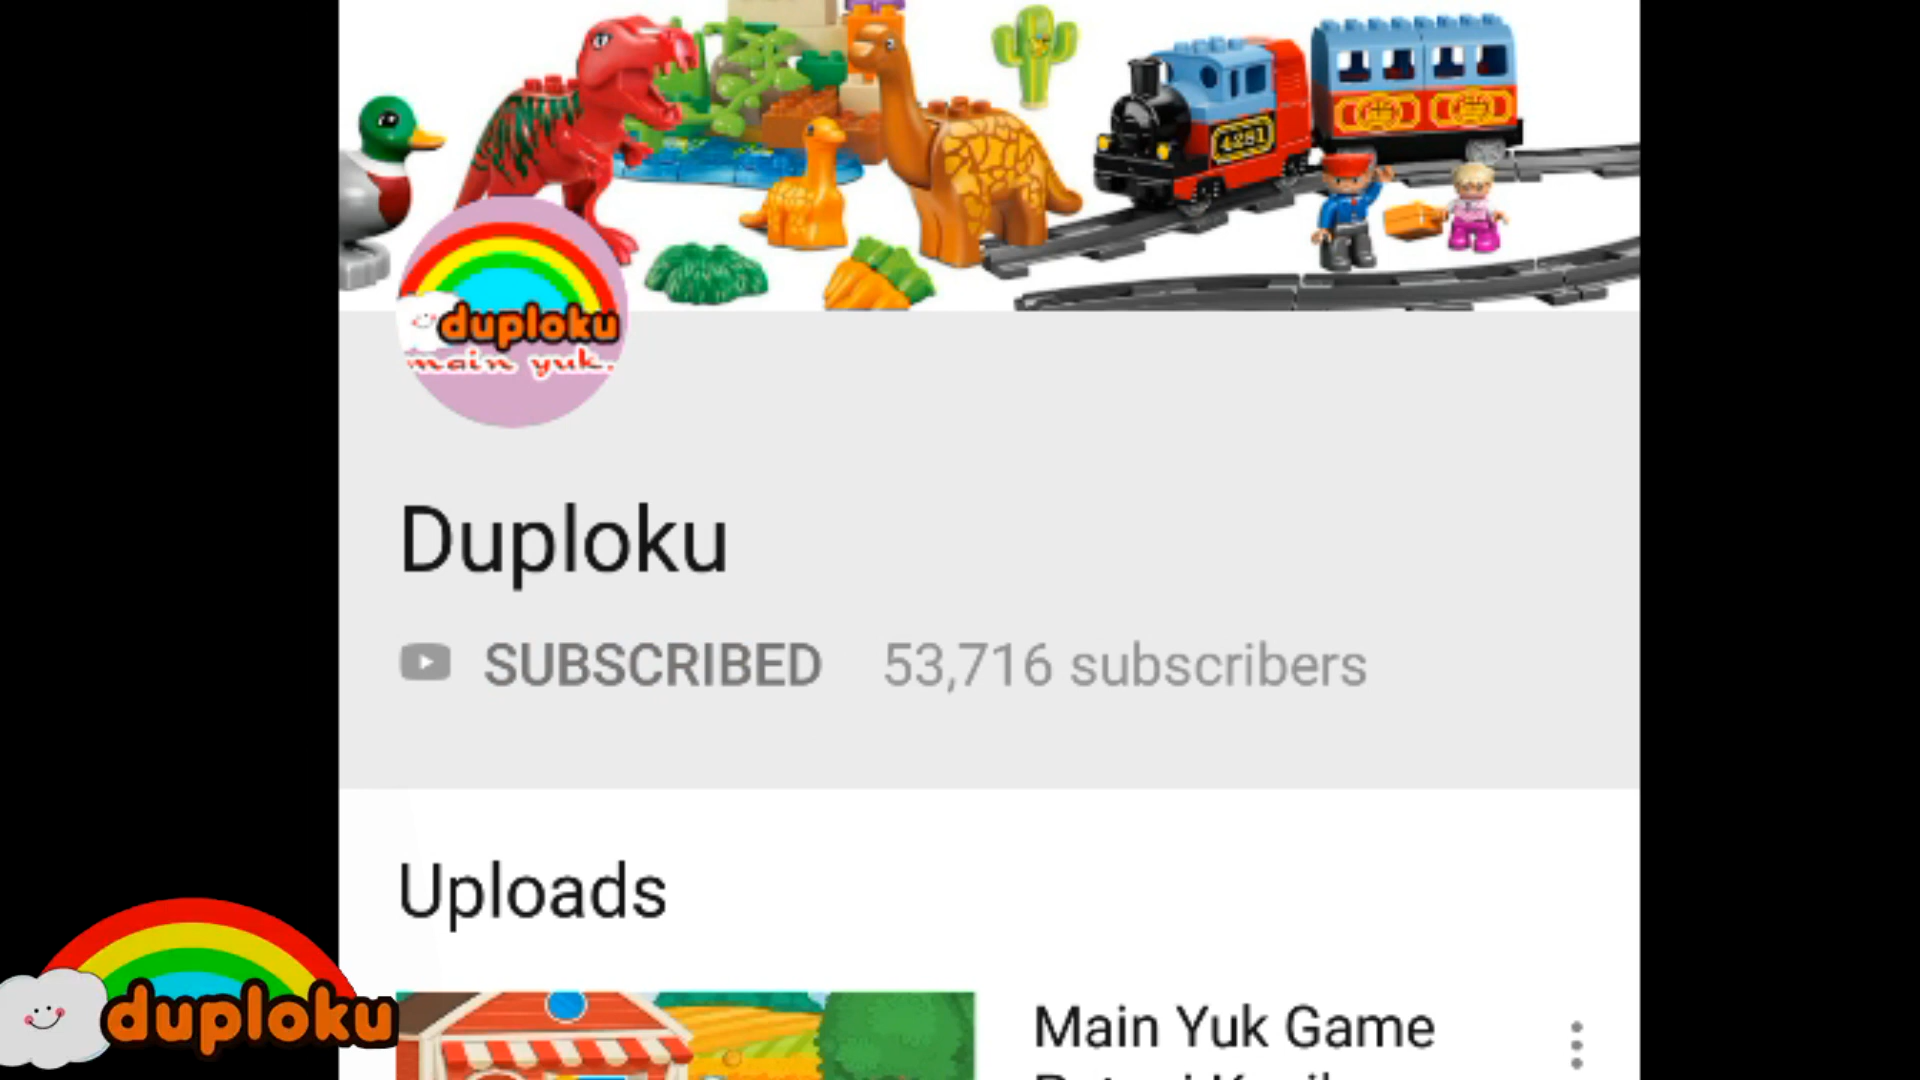 4281
duploku
main yuk.
Duploku
SUBSCRIBED 53,716 subscribers
Uploads
duploku
Main Yuk Game